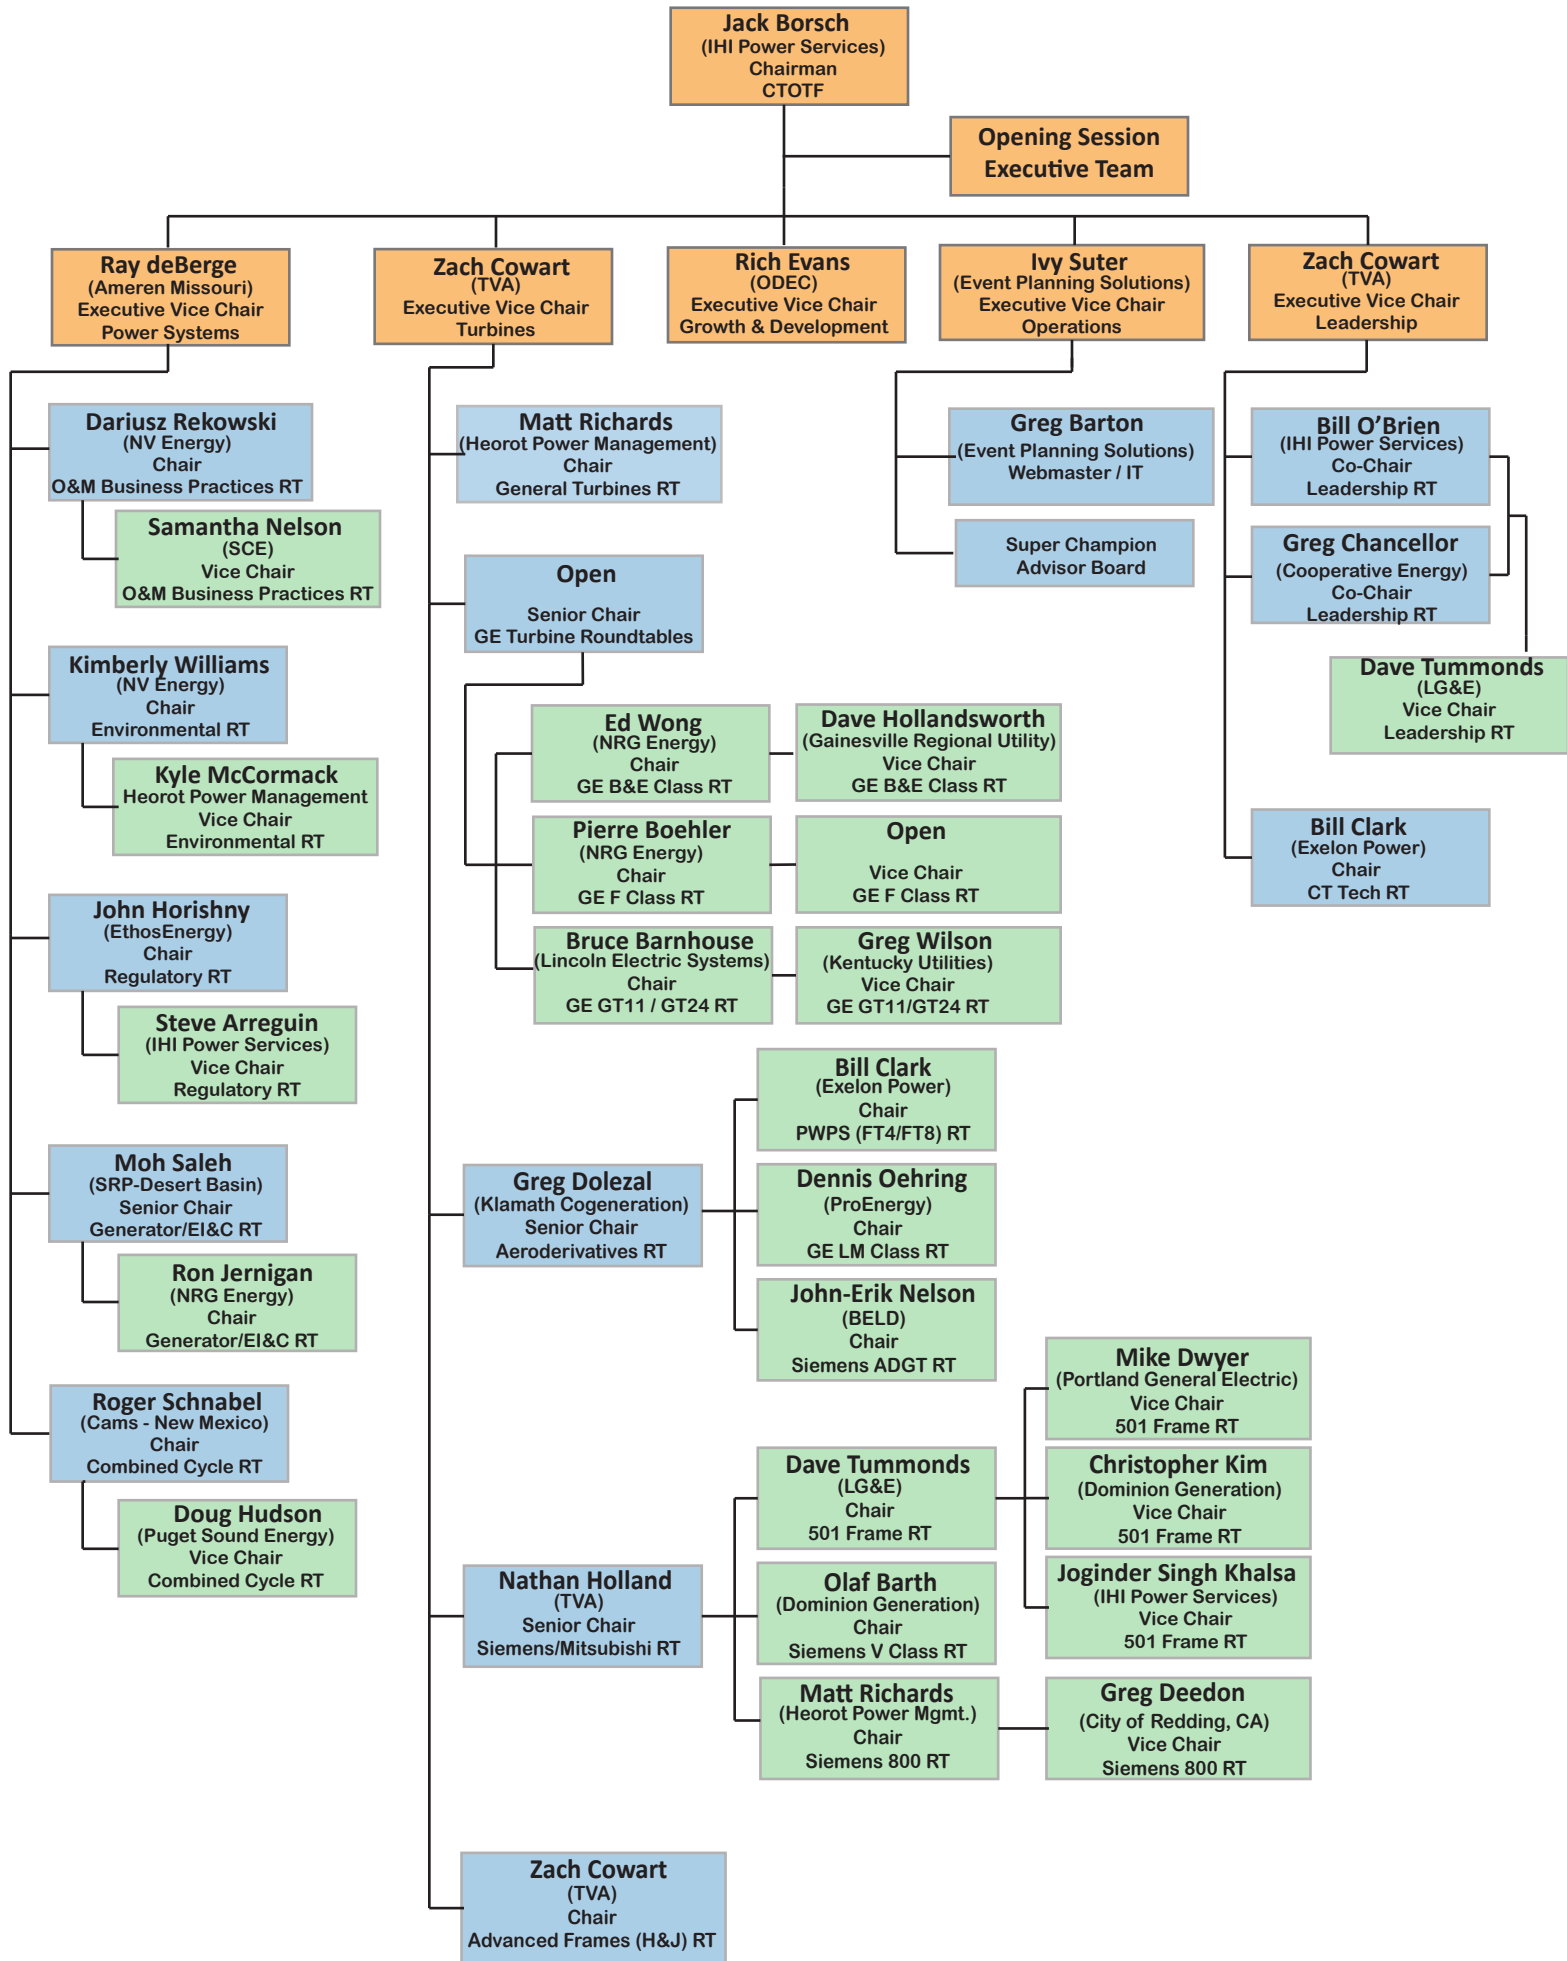 Jack Borsch
(IHI Power Services)
Chairman
CTOTF
Opening Session
Executive Team
Ray deBerge
(Ameren Missouri)
Executive Vice Chair
Power Systems
Zach Cowart
(TVA)
Executive Vice Chair
Turbines
Rich Evans
(ODEC)
Executive Vice Chair
Growth & Development
Ivy Suter
(Event Planning Solutions)
Executive Vice Chair
Operations
Zach Cowart
(TVA)
Executive Vice Chair
Leadership
Dariusz Rekowski
(NV Energy)
Chair
O&M Business Practices RT
Samantha Nelson
(SCE)
Vice Chair
O&M Business Practices RT
Kimberly Williams
(NV Energy)
Chair
Environmental RT
Kyle McCormack
Heorot Power Management
Vice Chair
Environmental RT
John Horishny
(EthosEnergy)
Chair
Regulatory RT
Steve Arreguin
(IHI Power Services)
Vice Chair
Regulatory RT
Moh Saleh
(SRP-Desert Basin)
Senior Chair
Generator/EI&C RT
Ron Jernigan
(NRG Energy)
Chair
Generator/EI&C RT
Roger Schnabel
(Cams - New Mexico)
Chair
Combined Cycle RT
Doug Hudson
(Puget Sound Energy)
Vice Chair
Combined Cycle RT
Matt Richards
(Heorot Power Management)
Chair
General Turbines RT
Open
Senior Chair
GE Turbine Roundtables
Ed Wong
(NRG Energy)
Chair
GE B&E Class RT
Dave Hollandsworth
(Gainesville Regional Utility)
Vice Chair
GE B&E Class RT
Pierre Boehler
(NRG Energy)
Chair
GE F Class RT
Open
Vice Chair
GE F Class RT
Bruce Barnhouse
(Lincoln Electric Systems)
Chair
GE GT11 / GT24 RT
Greg Wilson
(Kentucky Utilities)
Vice Chair
GE GT11/GT24 RT
Greg Dolezal
(Klamath Cogeneration)
Senior Chair
Aeroderivatives RT
Bill Clark
(Exelon Power)
Chair
PWPS (FT4/FT8) RT
Dennis Oehring
(ProEnergy)
Chair
GE LM Class RT
John-Erik Nelson
(BELD)
Chair
Siemens ADGT RT
Nathan Holland
(TVA)
Senior Chair
Siemens/Mitsubishi RT
Dave Tummonds
(LG&E)
Chair
501 Frame RT
Mike Dwyer
(Portland General Electric)
Vice Chair
501 Frame RT
Christopher Kim
(Dominion Generation)
Vice Chair
501 Frame RT
Joginder Singh Khalsa
(IHI Power Services)
Vice Chair
501 Frame RT
Olaf Barth
(Dominion Generation)
Chair
Siemens V Class RT
Matt Richards
(Heorot Power Mgmt.)
Chair
Siemens 800 RT
Greg Deedon
(City of Redding, CA)
Vice Chair
Siemens 800 RT
Zach Cowart
(TVA)
Chair
Advanced Frames (H&J) RT
Greg Barton
(Event Planning Solutions)
Webmaster / IT
Super Champion
Advisor Board
Bill O’Brien
(IHI Power Services)
Co-Chair
Leadership RT
Greg Chancellor
(Cooperative Energy)
Co-Chair
Leadership RT
Dave Tummonds
(LG&E)
Vice Chair
Leadership RT
Bill Clark
(Exelon Power)
Chair
CT Tech RT